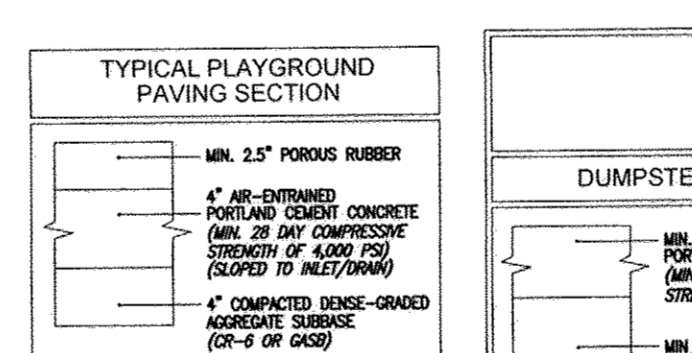 TYPICAL PLAYGROUND
PAVING SECTION
MIN. 2.5" POROUS RUBBER
4" AIR-ENTRAINED
PORTLAND CEMENT CONCRETE
(MIN. 28 DAY COMPRESSIVE
STRENGTH OF 4,000 PSI)
(SLOPED TO INLET/DRAIN)
4" COMPACTED DENSE-GRADED
AGGREGATE SUBBASE
(CR-6 OR GASB)
DUMPSTE
MIN.
POR
(MIN
STRE
MIN